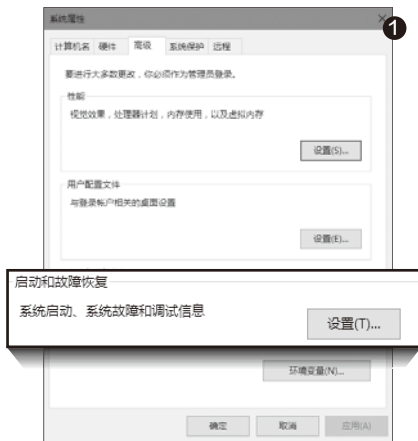 系统属性
1
计算机名 硬件 高级 系统保护 远程
要进行大多数更改，你必须作为管理员登录。
性能
视觉效果，处理器计划，内存使用，以及虚拟内存
设置(S)...
用户配置文件
与登录帐户相关的桌面设置
设置(E)...
启动和故障恢复
系统启动、系统故障和调试信息
设置(T)...
环境变量(N)...
确定 取消 应用(A)